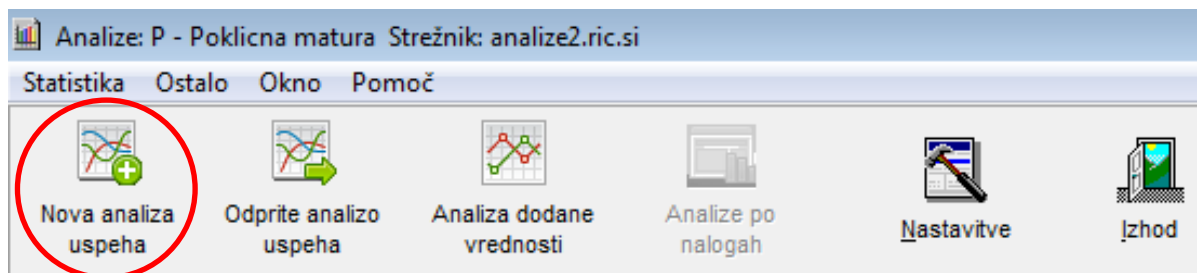 Analize: P - Poklicna matura Strežnik: analize2.ric.si
Statistika Ostalo Okno Pomoč
Nova analiza
uspeha
Odprite analizo
uspeha
Analiza dodane
vrednosti
Analize po
nalogah
Nastavitve
Izhod